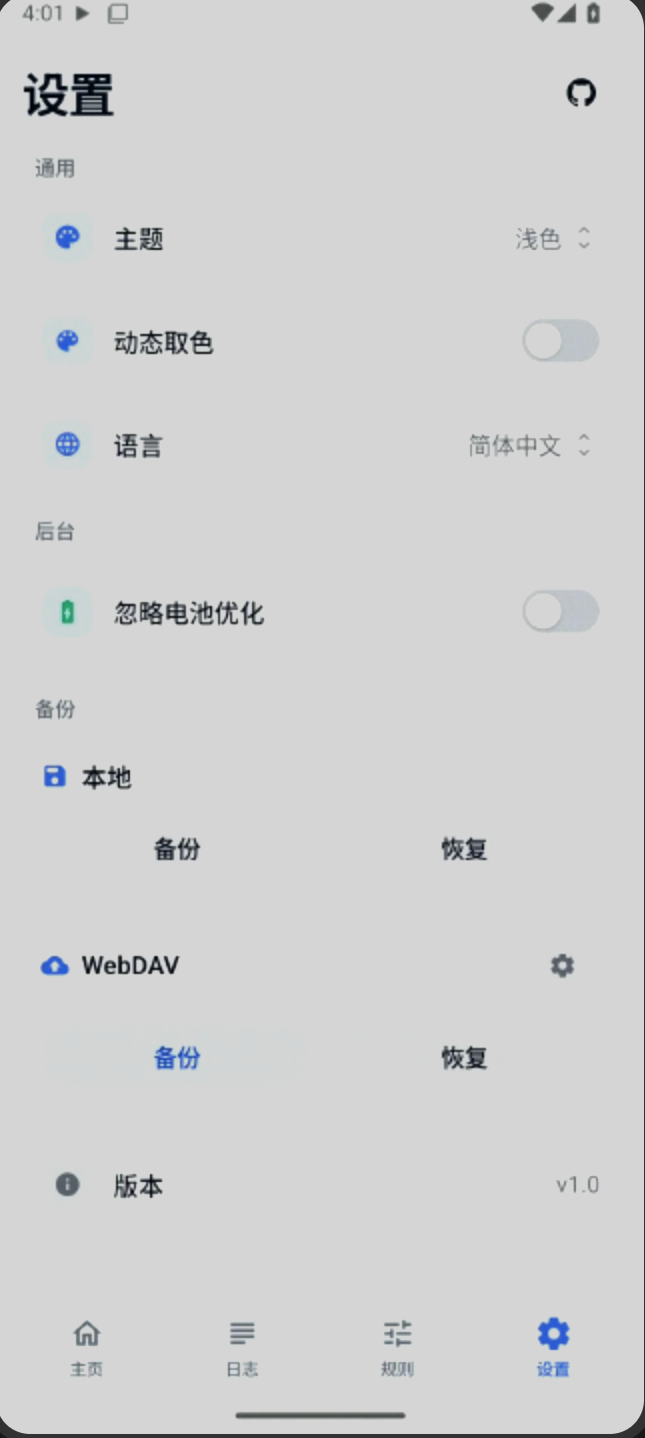 4:01
设置
通用
主题 浅色
动态取色
语言 简体中文
后台
忽略电池优化
备份
本地
备份 恢复
WebDAV
备份 恢复
版本 v1.0
主页 日志 规则 设置